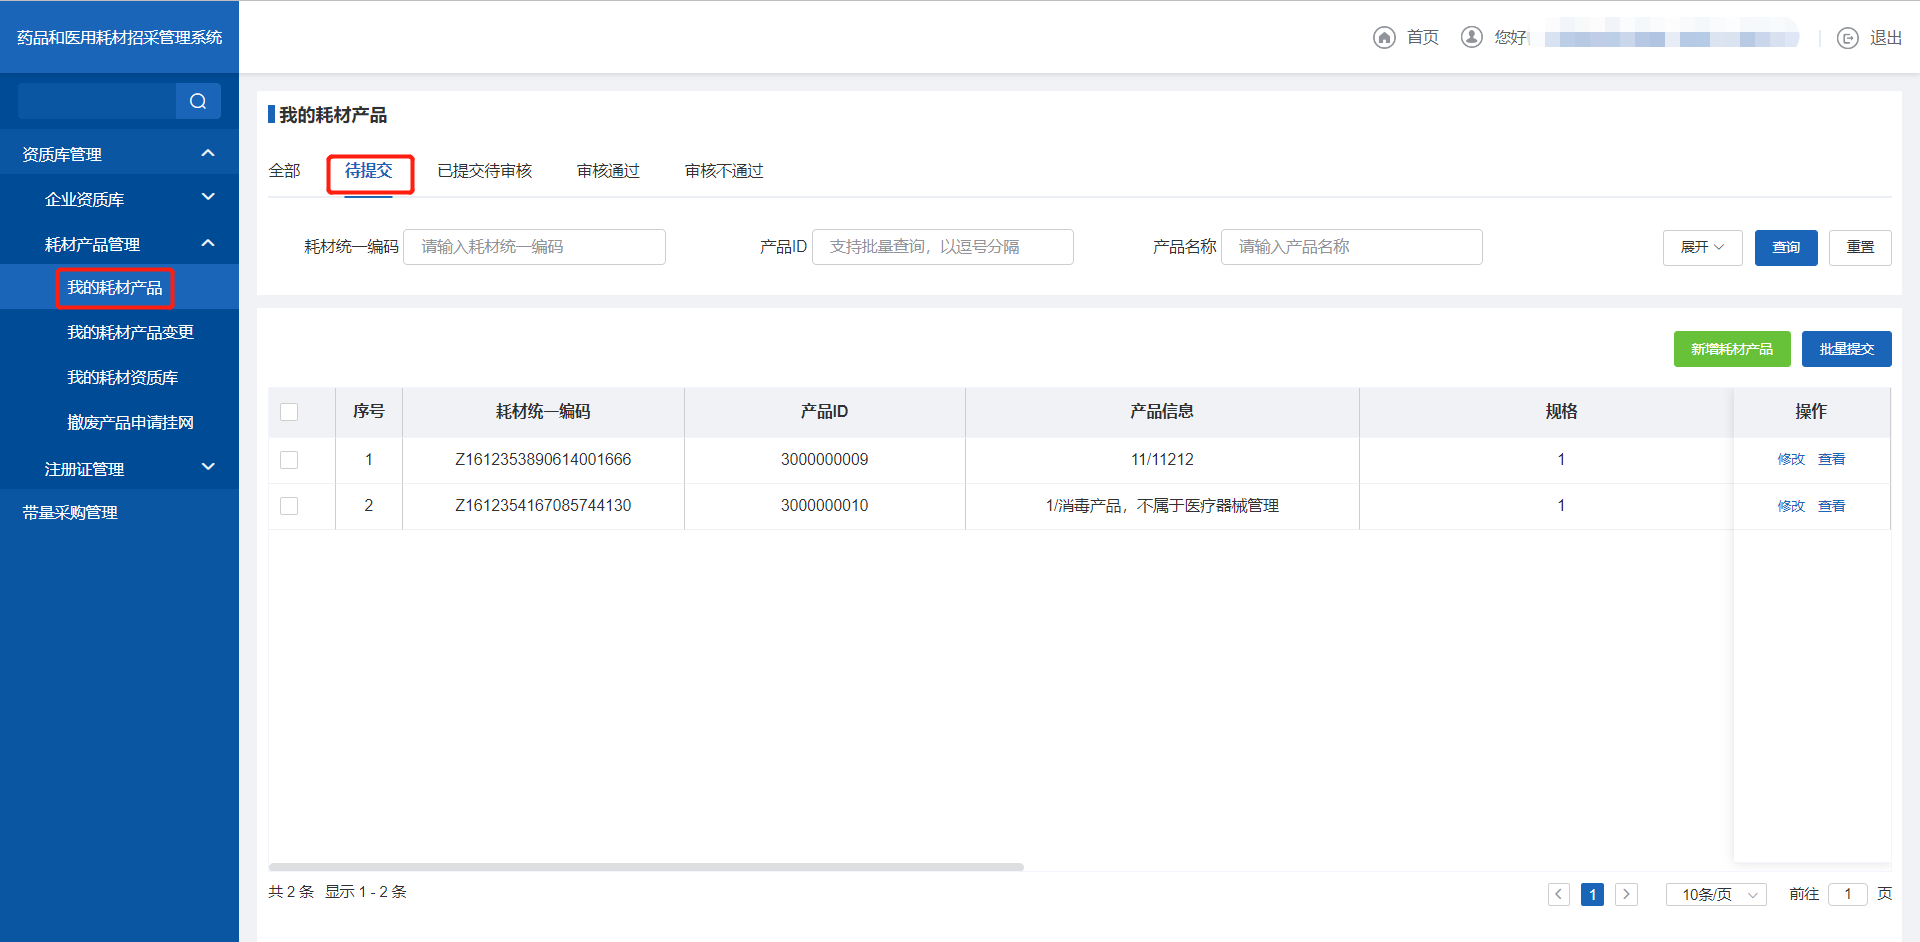 药品和医用耗材招采管理系统
首页 您好 退出
资质库管理
企业资质库
耗材产品管理
我的耗材产品
我的耗材产品变更
我的耗材资质库
撤废产品申请挂网
注册证管理
带量采购管理
我的耗材产品
全部 待提交 已提交待审核 审核通过 审核不通过
耗材统一编码 请输入耗材统一编码 产品ID 支持批量查询，以逗号分隔 产品名称 请输入产品名称 展开 查询 重置
新增耗材产品 批量提交
序号 耗材统一编码 产品ID 产品信息 规格 操作
1 Z1612353890614001666 3000000009 11/11212 1 修改 查看
2 Z1612354167085744130 3000000010 1/消毒产品，不属于医疗器械管理 1 修改 查看
共 2 条 显示 1 - 2 条 1 10条/页 前往 1 页